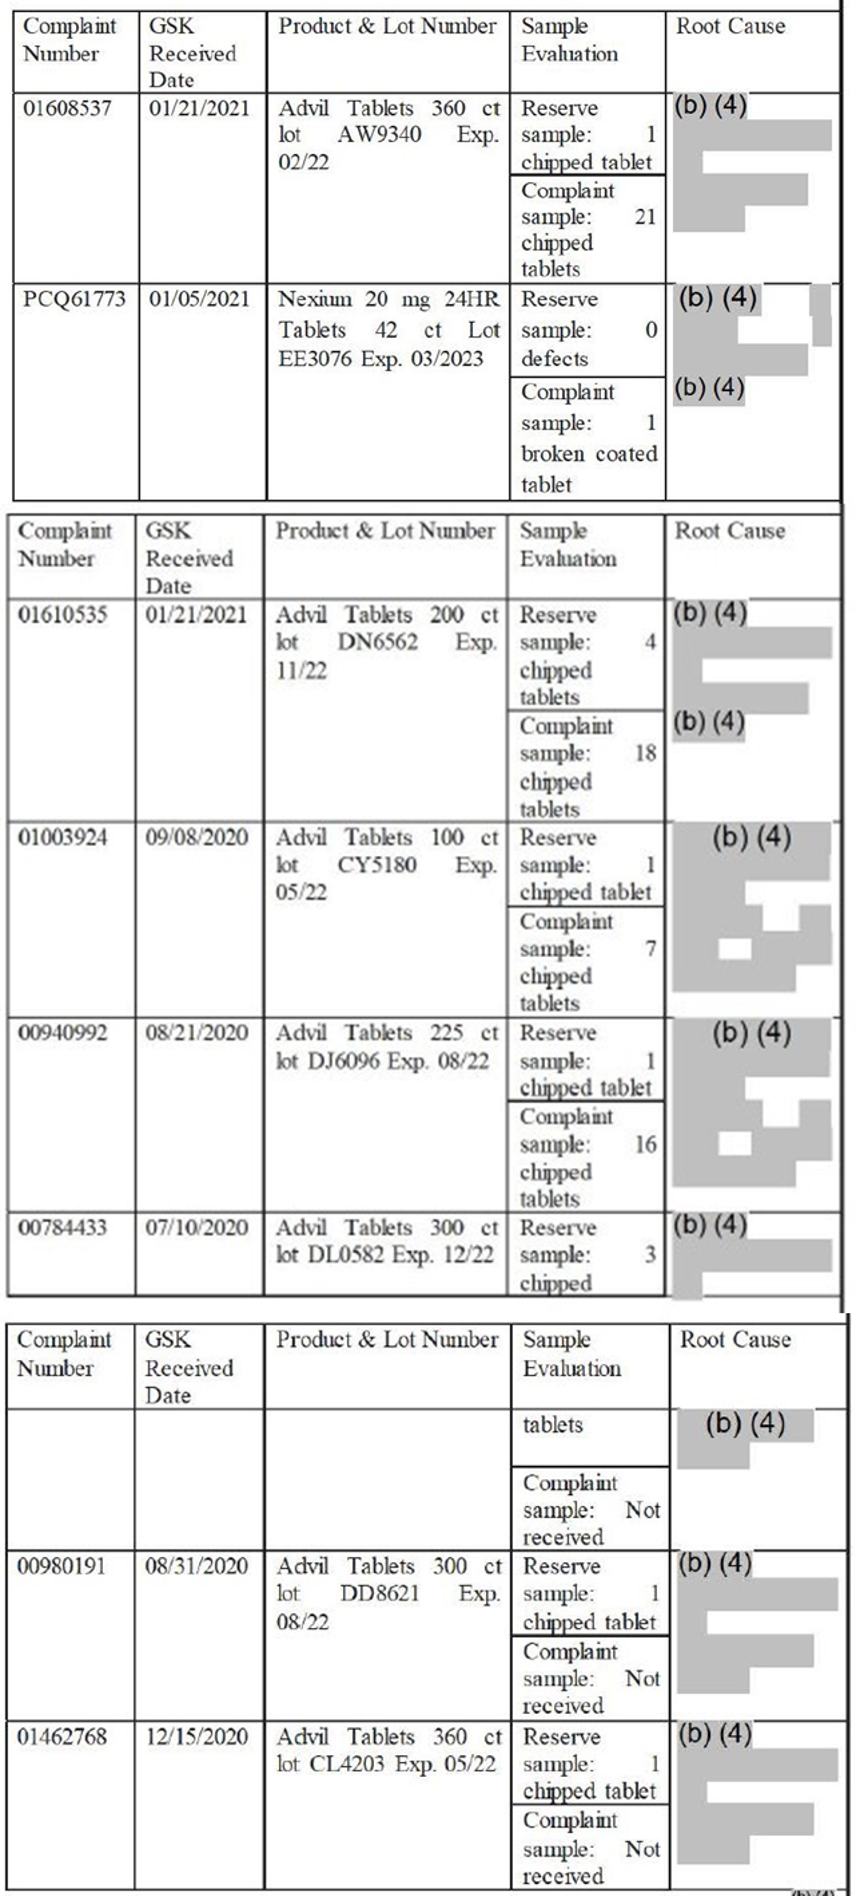 Complaint Number
GSK Received Date
Product & Lot Number
Sample Evaluation
Root Cause
01608537
01/21/2021
Advil Tablets 360 ct
lot AW9340 Exp.
02/22
Reserve
sample: 1
chipped tablet
Complaint
sample: 21
chipped
tablets
(b) (4)
PCQ61773
01/05/2021
Nexium 20 mg 24HR
Tablets 42 ct Lot
EE3076 Exp. 03/2023
Reserve
sample: 0
defects
Complaint
sample: 1
broken coated
tablet
(b) (4)
(b) (4)
Complaint Number
GSK Received Date
Product & Lot Number
Sample Evaluation
Root Cause
01610535
01/21/2021
Advil Tablets 200 ct
lot DN6562 Exp.
11/22
Reserve
sample: 4
chipped
tablets
Complaint
sample: 18
chipped
tablets
(b) (4)
(b) (4)
01003924
09/08/2020
Advil Tablets 100 ct
lot CY5180 Exp.
05/22
Reserve
sample: 1
chipped tablet
Complaint
sample: 7
chipped
tablets
(b) (4)
00940992
08/21/2020
Advil Tablets 225 ct
lot DJ6096 Exp. 08/22
Reserve
sample: 1
chipped tablet
Complaint
sample: 16
chipped
tablets
(b) (4)
00784433
07/10/2020
Advil Tablets 300 ct
lot DL0582 Exp. 12/22
Reserve
sample: 3
chipped
(b) (4)
Complaint Number
GSK Received Date
Product & Lot Number
Sample Evaluation
Root Cause
tablets
Complaint
sample: Not
received
(b) (4)
00980191
08/31/2020
Advil Tablets 300 ct
lot DD8621 Exp.
08/22
Reserve
sample: 1
chipped tablet
Complaint
sample: Not
received
(b) (4)
01462768
12/15/2020
Advil Tablets 360 ct
lot CL4203 Exp. 05/22
Reserve
sample: 1
chipped tablet
Complaint
sample: Not
received
(b) (4)